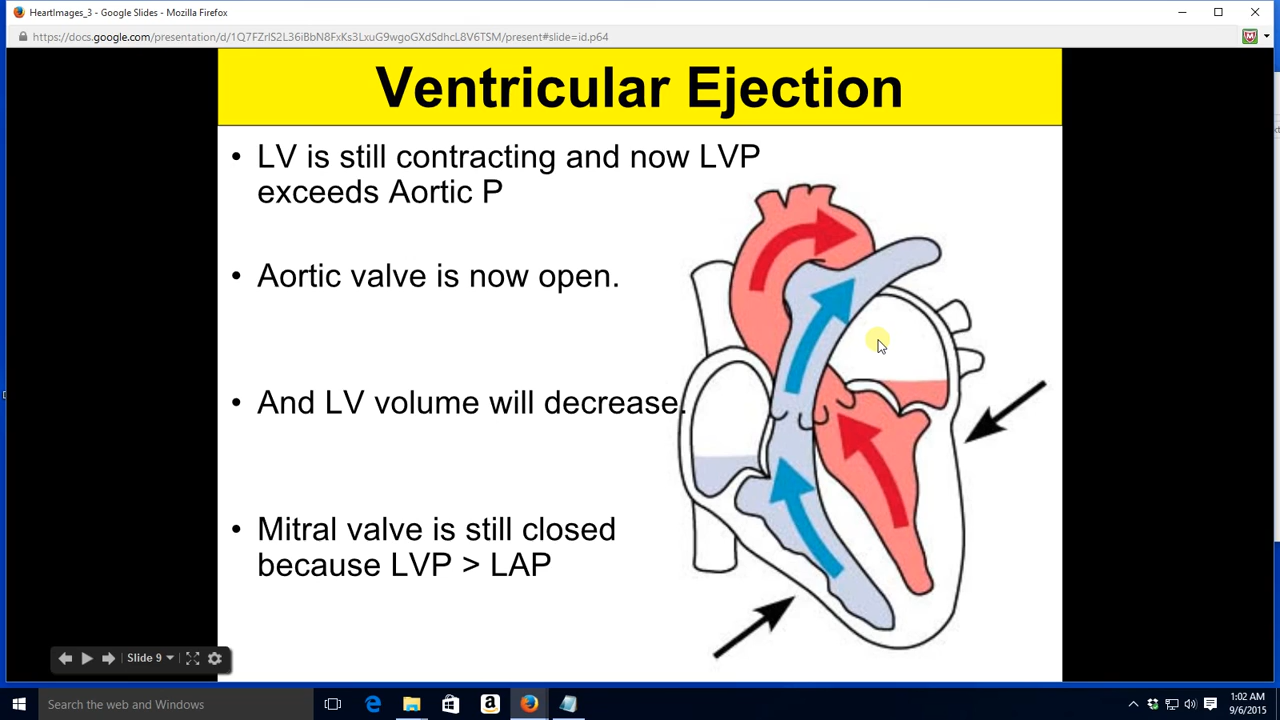 HeartImages_3 - Google Slides - Mozilla Firefox
https://docs.google.com/presentation/d/1Q7FZrlS2L36iBbN8FxKs3LxuG9wgoGXdSdhcL8V6TSM/present#slide=id.p64
Ventricular Ejection
• LV is still contracting and now LVP
exceeds Aortic P
• Aortic valve is now open.
• And LV volume will decrease.
• Mitral valve is still closed
because LVP > LAP
Slide 9
Search the web and Windows
1:02 AM
9/6/2015